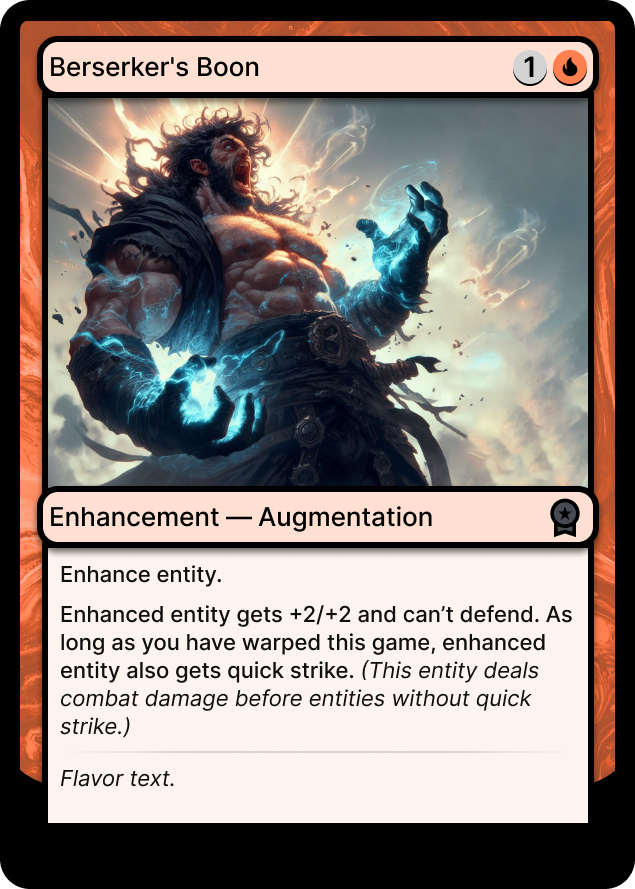 Berserker's Boon
1
Enhancement — Augmentation
Enhance entity.
Enhanced entity gets +2/+2 and can’t defend. As
long as you have warped this game, enhanced
entity also gets quick strike. (This entity deals
combat damage before entities without quick
strike.)
Flavor text.